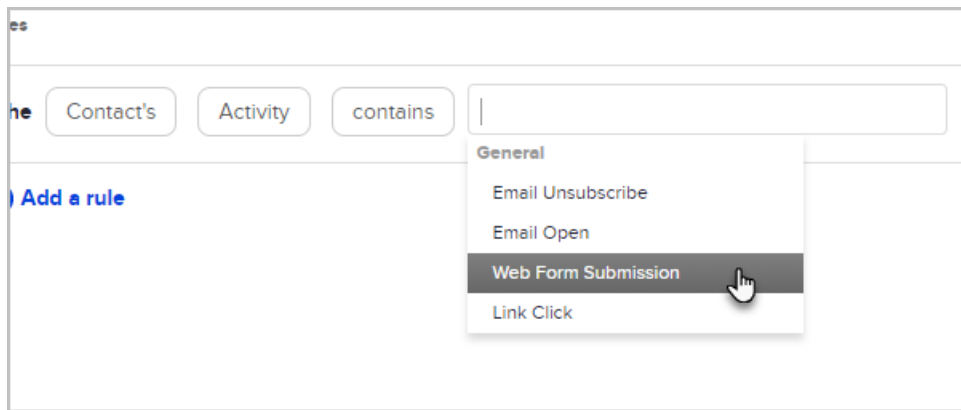 es
he Contact's Activity contains
General
Email Unsubscribe
) Add a rule
Email Open
Web Form Submission
Link Click